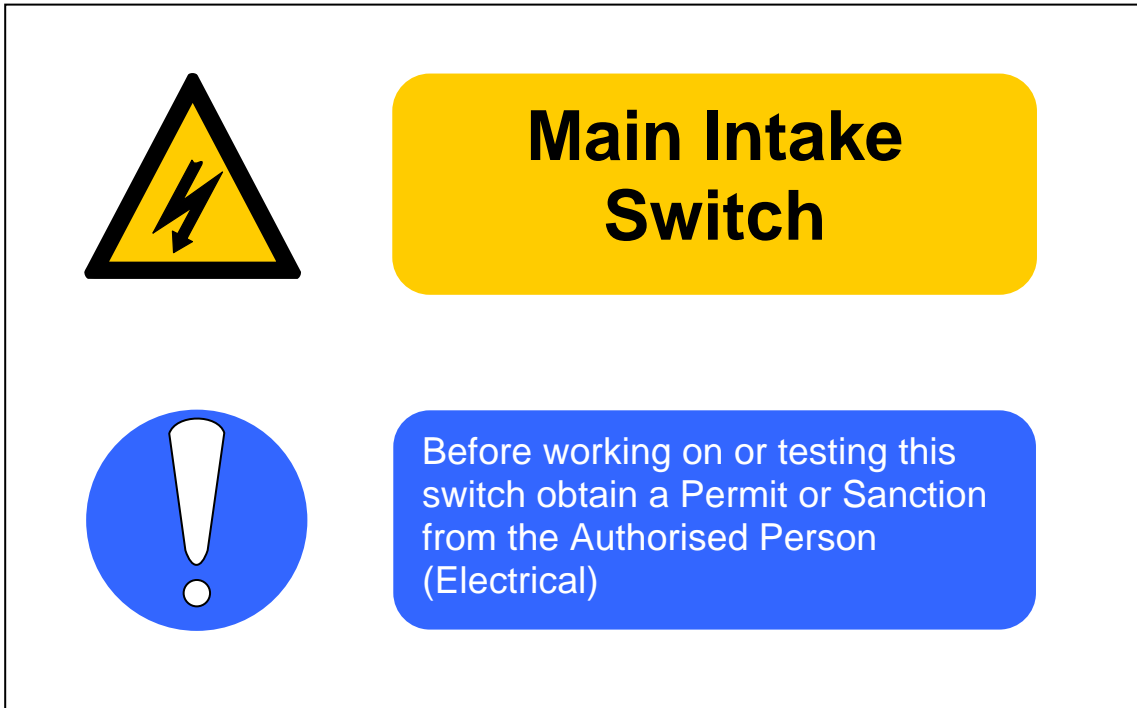 Main Intake
Switch
Before working on or testing this
switch obtain a Permit or Sanction
from the Authorised Person
(Electrical)